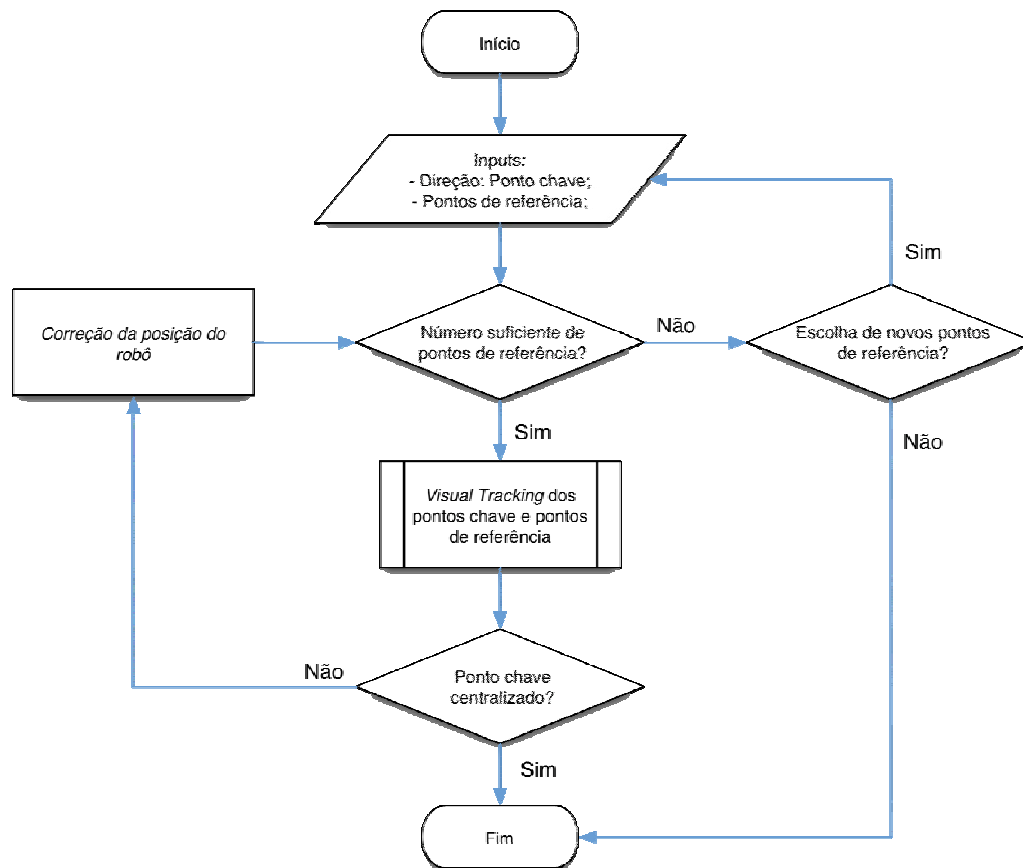 Início
Inputs:
- Direção: Ponto chave;
- Pontos de referência;
Sim
Correção da posição do
robô
Número suficiente de
pontos de referência?
Não
Escolha de novos pontos
de referência?
Sim
Não
Visual Tracking dos
pontos chave e pontos
de referência
Não
Ponto chave
centralizado?
Sim
Fim